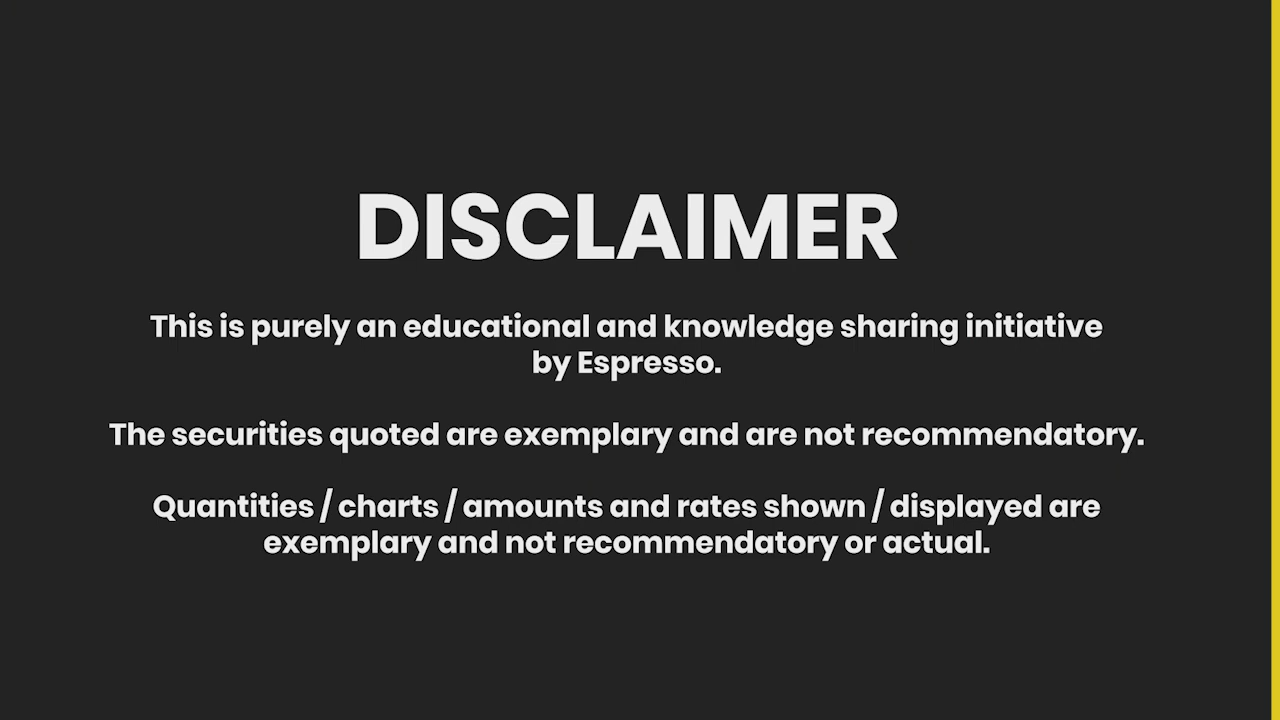 DISCLAIMER
This is purely an educational and knowledge sharing initiative
by Espresso.
The securities quoted are exemplary and are not recommendatory.
Quantities / charts / amounts and rates shown / displayed are
exemplary and not recommendatory or actual.